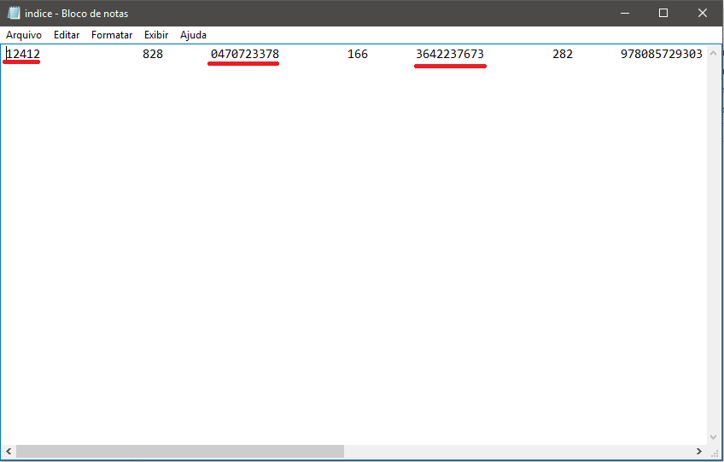 indice - Bloco de notas
Arquivo Editar Formatar Exibir Ajuda
12412 828 0470723378 166 3642237673 282 978085729303